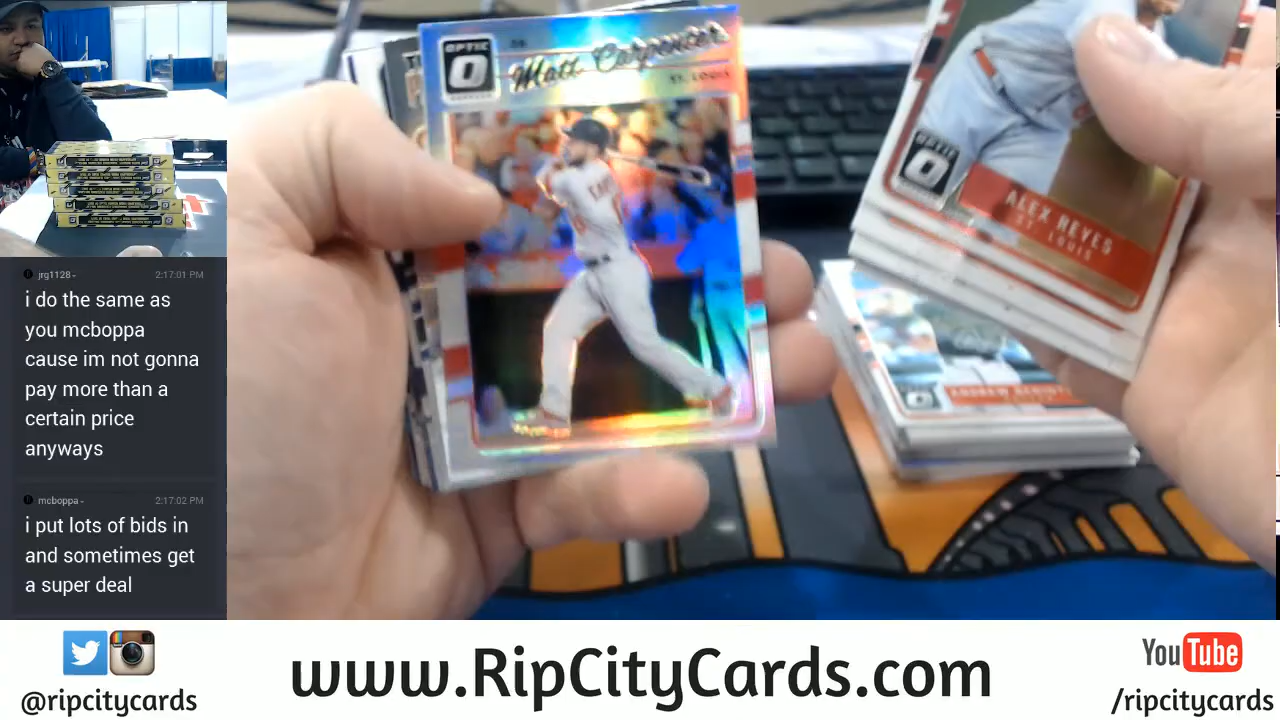 jrg1128-
2:17:01 PM
i do the same as
you mcboppa
cause im not gonna
pay more than a
certain price
anyways
mcboppa-
2:17:02 PM
i put lots of bids in
and sometimes get
a super deal
OPTIC
Matt Carpenter
ST. LOUIS
OPTIC
ALEX REYES
ST. LOUIS
ANDREW
@ripcitycards
www.RipCityCards.com
YouTube
/ripcitycards